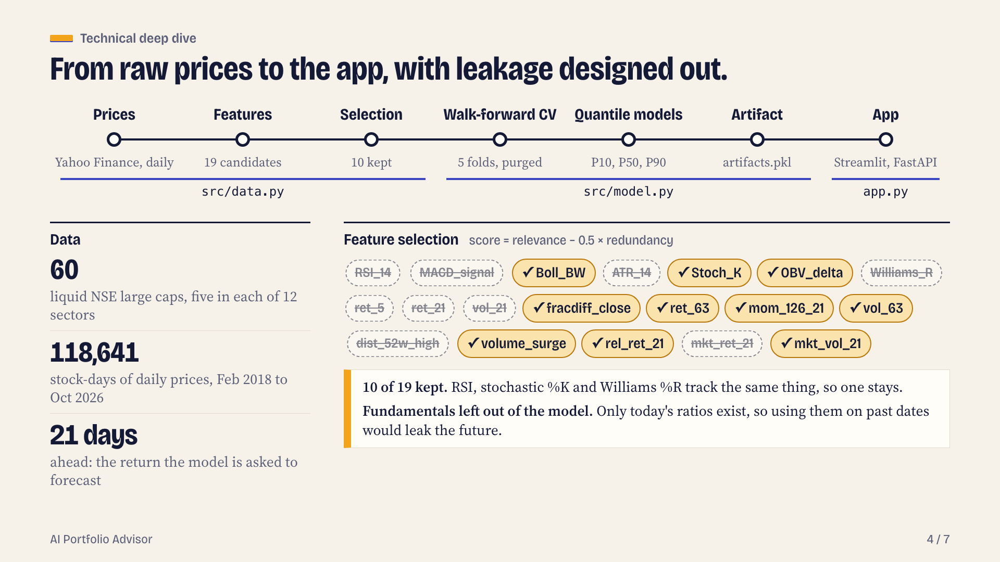 Technical deep dive
From raw prices to the app, with leakage designed out.
Prices Features Selection Walk-forward CV Quantile models Artifact App
Yahoo Finance, daily 19 candidates 10 kept 5 folds, purged P10, P50, P90 artifacts.pkl Streamlit, FastAPI
src/data.py src/model.py app.py
Data
60
liquid NSE large caps, five in each of 12
sectors
118,641
stock-days of daily prices, Feb 2018 to
Oct 2026
21 days
ahead: the return the model is asked to
forecast
Feature selection score = relevance − 0.5 × redundancy
RSI_14 MACD_signal ✓Boll_BW ATR_14 ✓Stoch_K ✓OBV_delta Williams_R
ret_5 ret_21 vol_21 ✓fracdiff_close ✓ret_63 ✓mom_126_21 ✓vol_63
dist_52w_high ✓volume_surge ✓rel_ret_21 mkt_ret_21 ✓mkt_vol_21
10 of 19 kept. RSI, stochastic %K and Williams %R track the same thing, so one stays.
Fundamentals left out of the model. Only today's ratios exist, so using them on past dates
would leak the future.
AI Portfolio Advisor 4 / 7